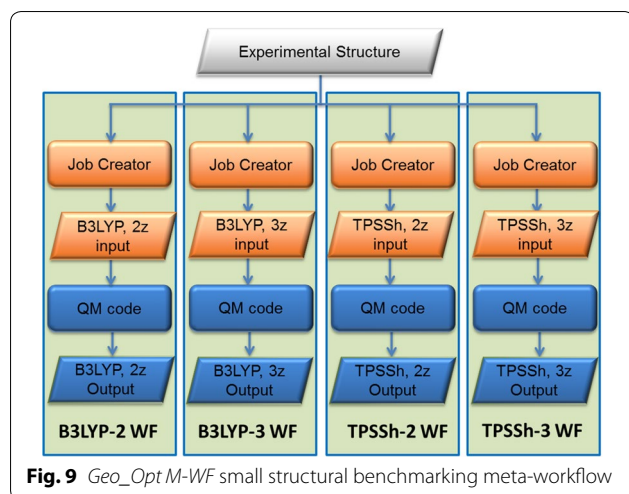 Experimental Structure
Job Creator
Job Creator
Job Creator
Job Creator
B3LYP, 2z
input
B3LYP, 3z
input
TPSSh, 2z
input
TPSSh, 3z
input
QM code
QM code
QM code
QM code
B3LYP, 2z
Output
B3LYP, 3z
Output
TPSSh, 2z
Output
TPSSh, 3z
Output
B3LYP-2 WF
B3LYP-3 WF
TPSSh-2 WF
TPSSh-3 WF
Fig. 9 Geo_Opt M-WF small structural benchmarking meta-workflow